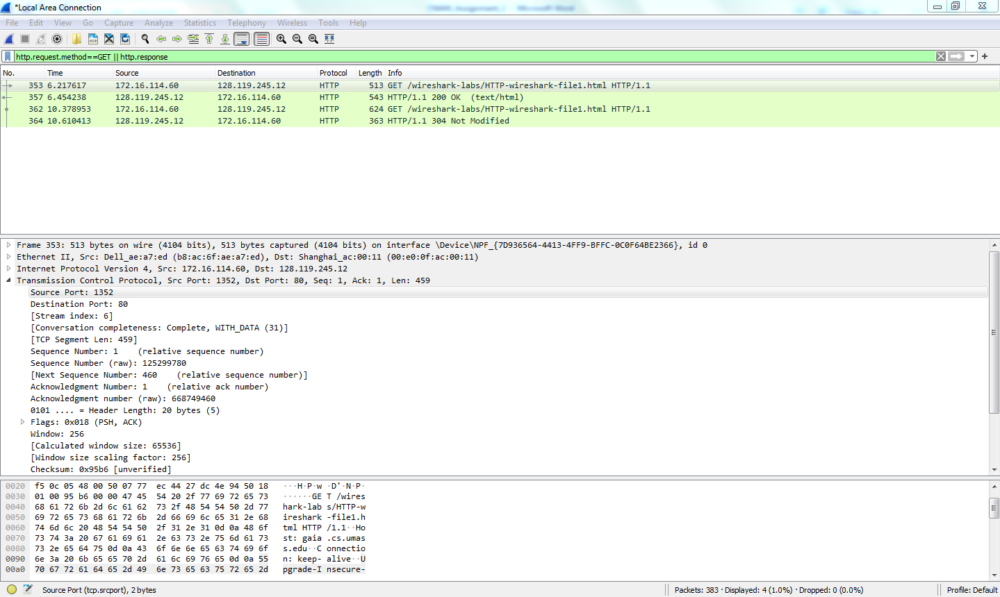 *Local Area Connection
File Edit View Go Capture Analyze Statistics Telephony Wireless Tools Help
http.request.method==GET || http.response
No. Time Source Destination Protocol Length Info
353 6.217617 172.16.114.60 128.119.245.12 HTTP 513 GET /wireshark-labs/HTTP-wireshark-file1.html HTTP/1.1
357 6.454238 128.119.245.12 172.16.114.60 HTTP 543 HTTP/1.1 200 OK (text/html)
362 10.378953 172.16.114.60 128.119.245.12 HTTP 624 GET /wireshark-labs/HTTP-wireshark-file1.html HTTP/1.1
364 10.610413 128.119.245.12 172.16.114.60 HTTP 363 HTTP/1.1 304 Not Modified
Frame 353: 513 bytes on wire (4104 bits), 513 bytes captured (4104 bits) on interface \Device\NPF_{7D936564-4413-4FF9-BFFC-0C0F64BE2366}, id 0
Ethernet II, Src: Dell_ae:a7:ed (b8:ac:6f:ae:a7:ed), Dst: Shanghai_ac:00:11 (00:e0:0f:ac:00:11)
Internet Protocol Version 4, Src: 172.16.114.60, Dst: 128.119.245.12
Transmission Control Protocol, Src Port: 1352, Dst Port: 80, Seq: 1, Ack: 1, Len: 459
Source Port: 1352
Destination Port: 80
[Stream index: 6]
[Conversation completeness: Complete, WITH_DATA (31)]
[TCP Segment Len: 459]
Sequence Number: 1 (relative sequence number)
Sequence Number (raw): 125299780
[Next Sequence Number: 460 (relative sequence number)]
Acknowledgment Number: 1 (relative ack number)
Acknowledgment number (raw): 668749460
0101 .... = Header Length: 20 bytes (5)
Flags: 0x018 (PSH, ACK)
Window: 256
[Calculated window size: 65536]
[Window size scaling factor: 256]
Checksum: 0x95b6 [unverified]
0020 f5 0c 05 48 00 50 07 77 ec 44 27 dc 4e 94 50 18 ···H·P·w ·D'·N·P·
0030 01 00 95 b6 00 00 47 45 54 20 2f 77 69 72 65 73 ······GE T /wires
0040 68 61 72 6b 2d 6c 61 62 73 2f 48 54 54 50 2d 77 hark-lab s/HTTP-w
0050 69 72 65 73 68 61 72 6b 2d 66 69 6c 65 31 2e 68 ireshark -file1.h
0060 74 6d 6c 20 48 54 54 50 2f 31 2e 31 0d 0a 48 6f tml HTTP /1.1··Ho
0070 73 74 3a 20 67 61 69 61 2e 63 73 2e 75 6d 61 73 st: gaia .cs.umas
0080 73 2e 65 64 75 0d 0a 43 6f 6e 6e 65 63 74 69 6f s.edu··C onnectio
0090 6e 3a 20 6b 65 65 70 2d 61 6c 69 76 65 0d 0a 55 n: keep- alive··U
00a0 70 67 72 61 64 65 2d 49 6e 73 65 63 75 72 65 2d pgrade-I nsecure-
Source Port (tcp.srcport), 2 bytes
Packets: 383 · Displayed: 4 (1.0%) · Dropped: 0 (0.0%)
Profile: Default